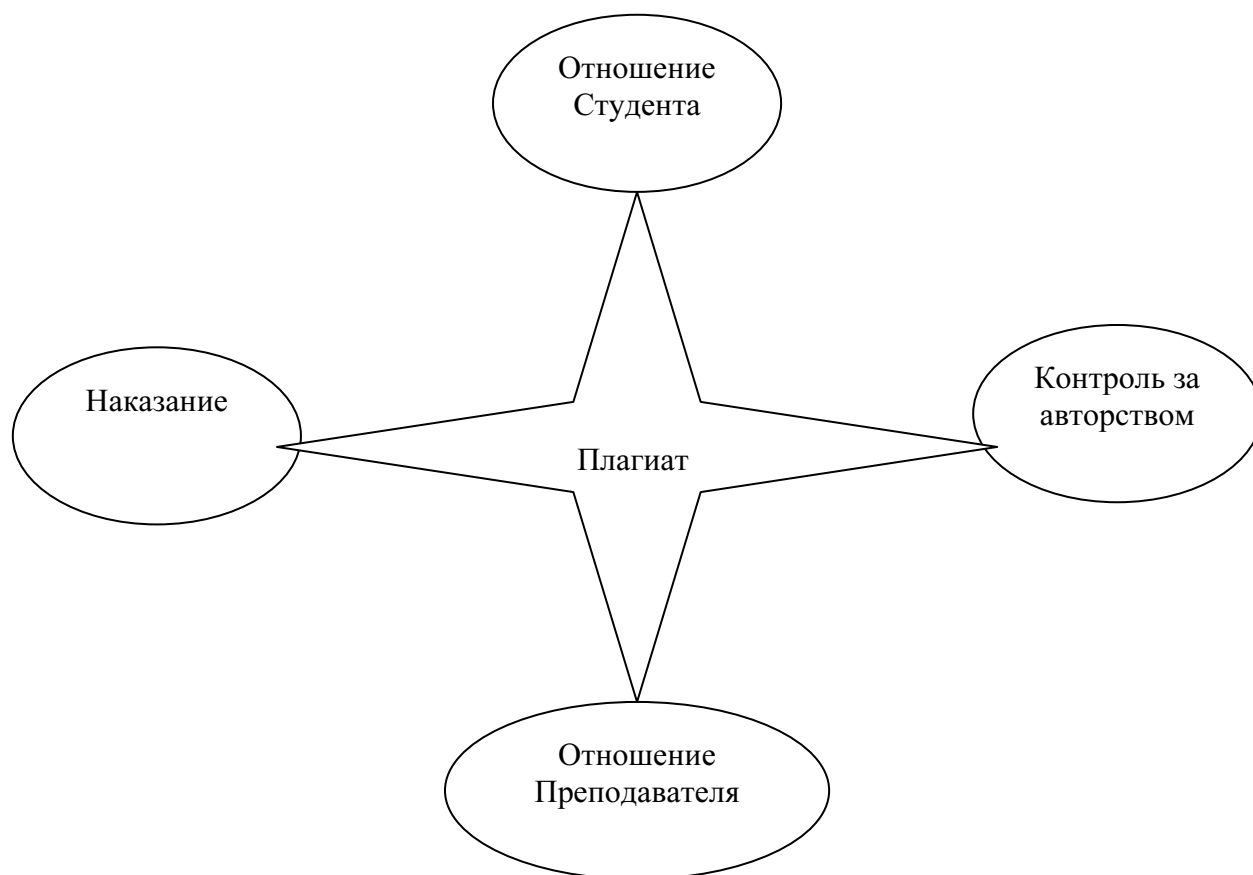 Отношение
Студента
Наказание
Контроль за
авторством
Плагиат
Отношение
Преподавателя